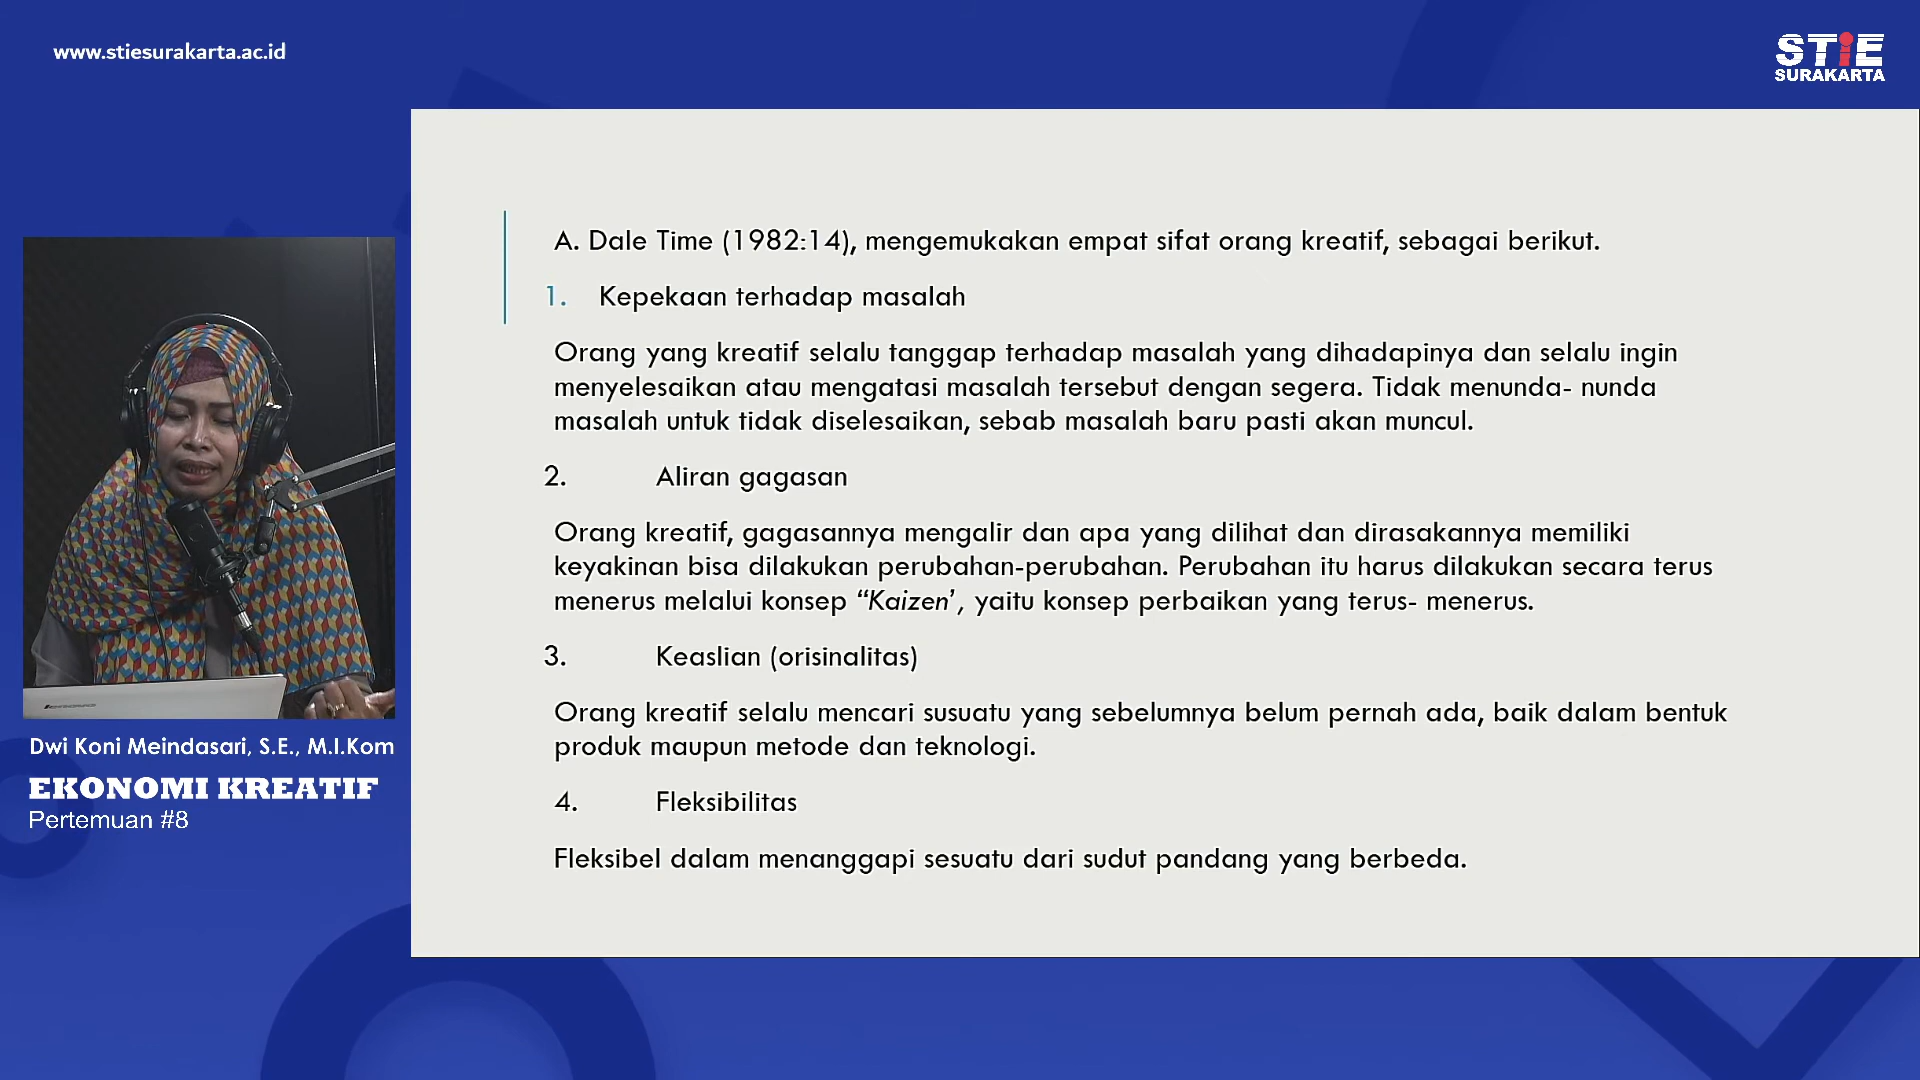 www.stiesurakarta.ac.id
STiE
SURAKARTA
A. Dale Time (1982:14), mengemukakan empat sifat orang kreatif, sebagai berikut.
1. Kepekaan terhadap masalah
Orang yang kreatif selalu tanggap terhadap masalah yang dihadapinya dan selalu ingin
menyelesaikan atau mengatasi masalah tersebut dengan segera. Tidak menunda- nunda
masalah untuk tidak diselesaikan, sebab masalah baru pasti akan muncul.
2. Aliran gagasan
Orang kreatif, gagasannya mengalir dan apa yang dilihat dan dirasakannya memiliki
keyakinan bisa dilakukan perubahan-perubahan. Perubahan itu harus dilakukan secara terus
menerus melalui konsep “Kaizen’, yaitu konsep perbaikan yang terus- menerus.
3. Keaslian (orisinalitas)
Orang kreatif selalu mencari susuatu yang sebelumnya belum pernah ada, baik dalam bentuk
produk maupun metode dan teknologi.
4. Fleksibilitas
Fleksibel dalam menanggapi sesuatu dari sudut pandang yang berbeda.
Dwi Koni Meindasari, S.E., M.I.Kom
EKONOMI KREATIF
Pertemuan #8